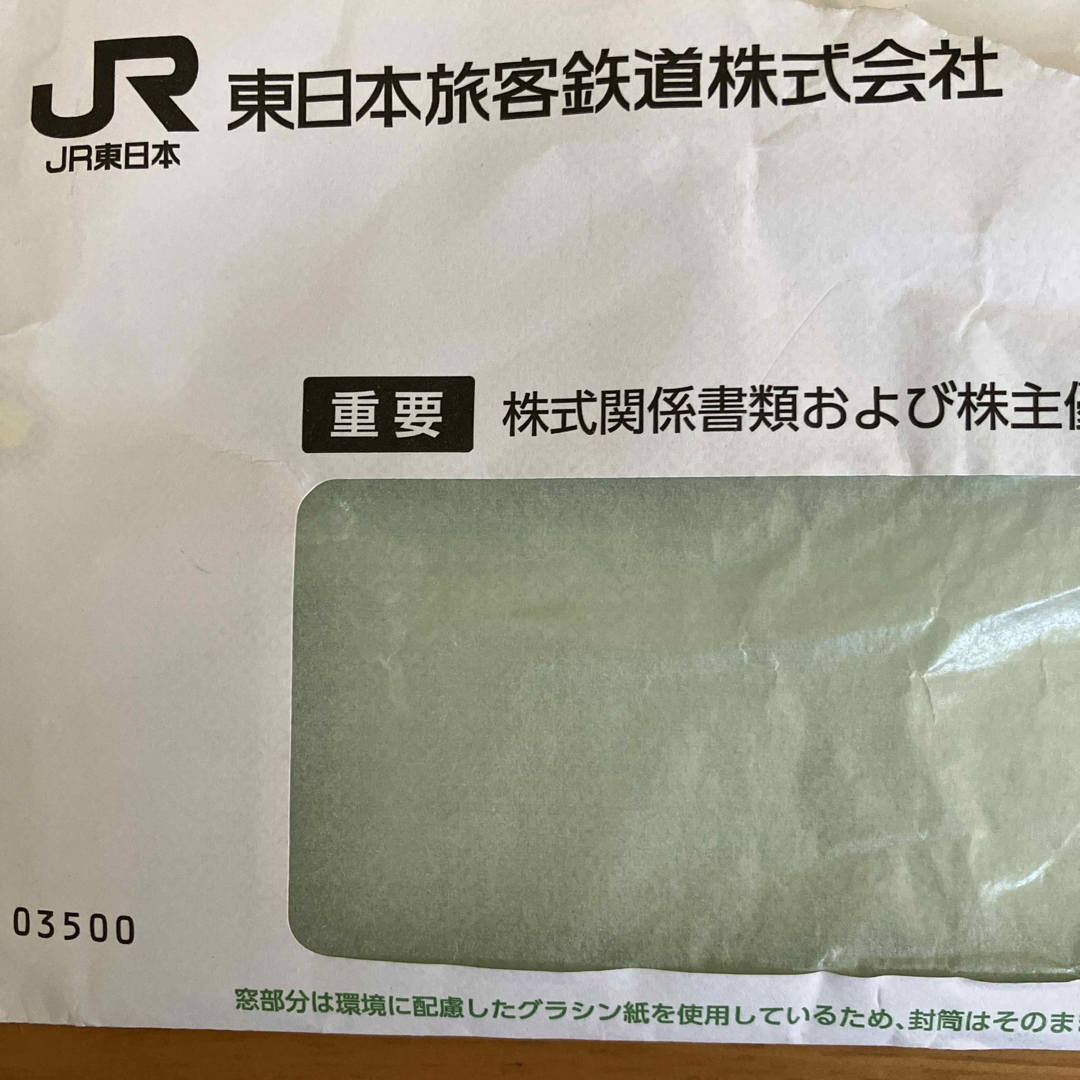 JR 東日本旅客鉄道株式会社
JR東日本
重要 株式関係書類および株主
03500
窓部分は環境に配慮したグラシン紙を使用しているため、封筒はそのま